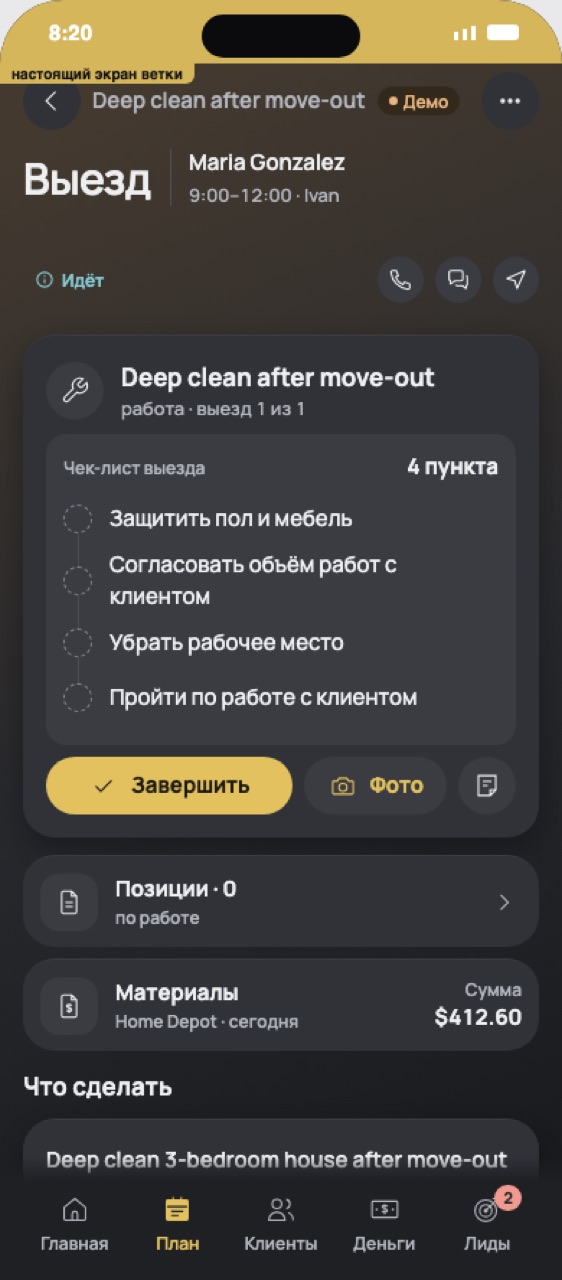 8:20
настоящий экран ветки
Deep clean after move-out
Демо
Выезд
Maria Gonzalez
9:00–12:00 · Ivan
Идёт
Deep clean after move-out
работа · выезд 1 из 1
Чек-лист выезда
4 пункта
Защитить пол и мебель
Согласовать объём работ с
клиентом
Убрать рабочее место
Пройти по работе с клиентом
Завершить
Фото
Позиции · 0
по работе
Материалы
Home Depot · сегодня
Сумма
$412.60
Что сделать
Deep clean 3-bedroom house after move-out
2
Главная
План
Клиенты
Деньги
Лиды